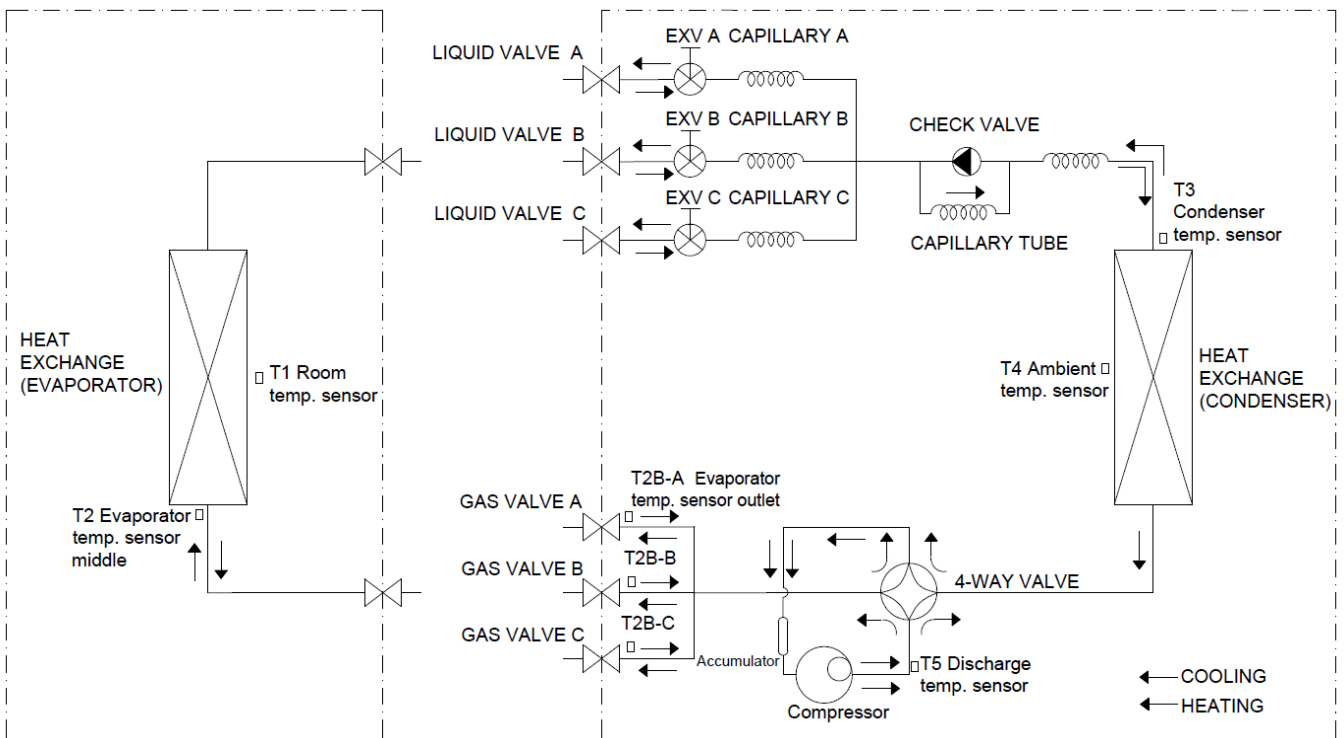 LIQUID VALVE A
EXV A CAPILLARY A
LIQUID VALVE B
EXV B CAPILLARY B
CHECK VALVE
LIQUID VALVE C
EXV C CAPILLARY C
CAPILLARY TUBE
T3
Condenser
temp. sensor
HEAT
EXCHANGE
(EVAPORATOR)
T1 Room
temp. sensor
T4 Ambient
temp. sensor
HEAT
EXCHANGE
(CONDENSER)
T2 Evaporator
temp. sensor
middle
GAS VALVE A
T2B-A Evaporator
temp. sensor outlet
GAS VALVE B
T2B-B
4-WAY VALVE
GAS VALVE C
T2B-C
Accumulator
Compressor
T5 Discharge
temp. sensor
COOLING
HEATING